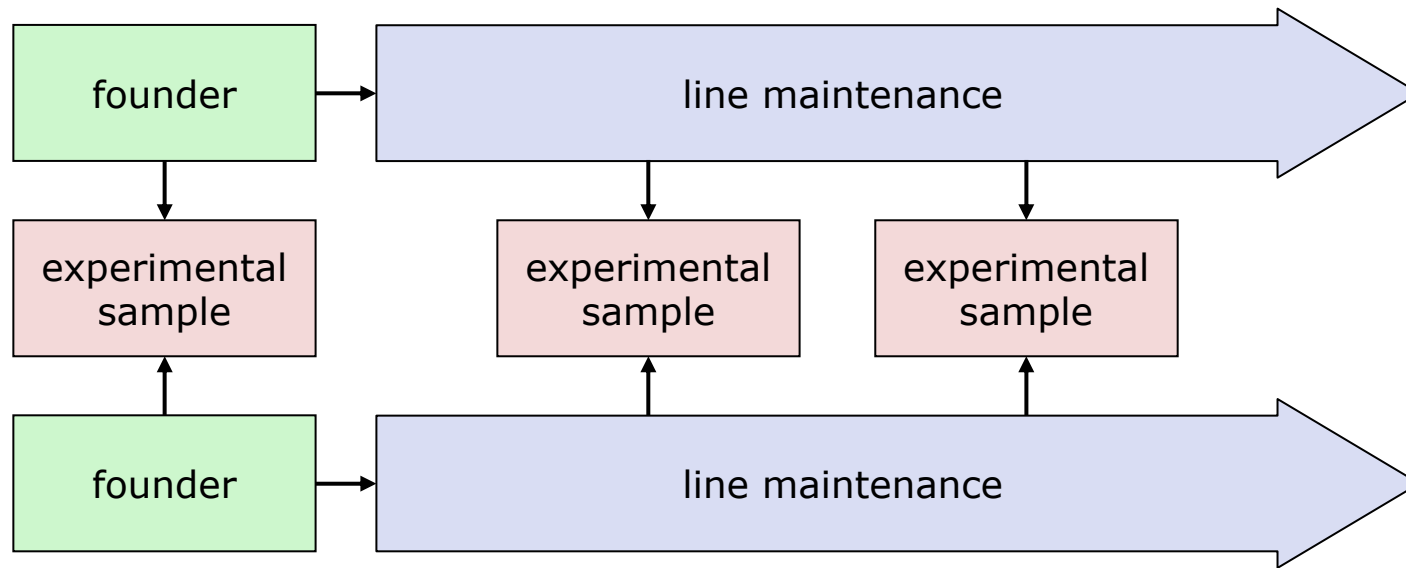 founder
line maintenance
experimental
sample
experimental
sample
experimental
sample
founder
line maintenance